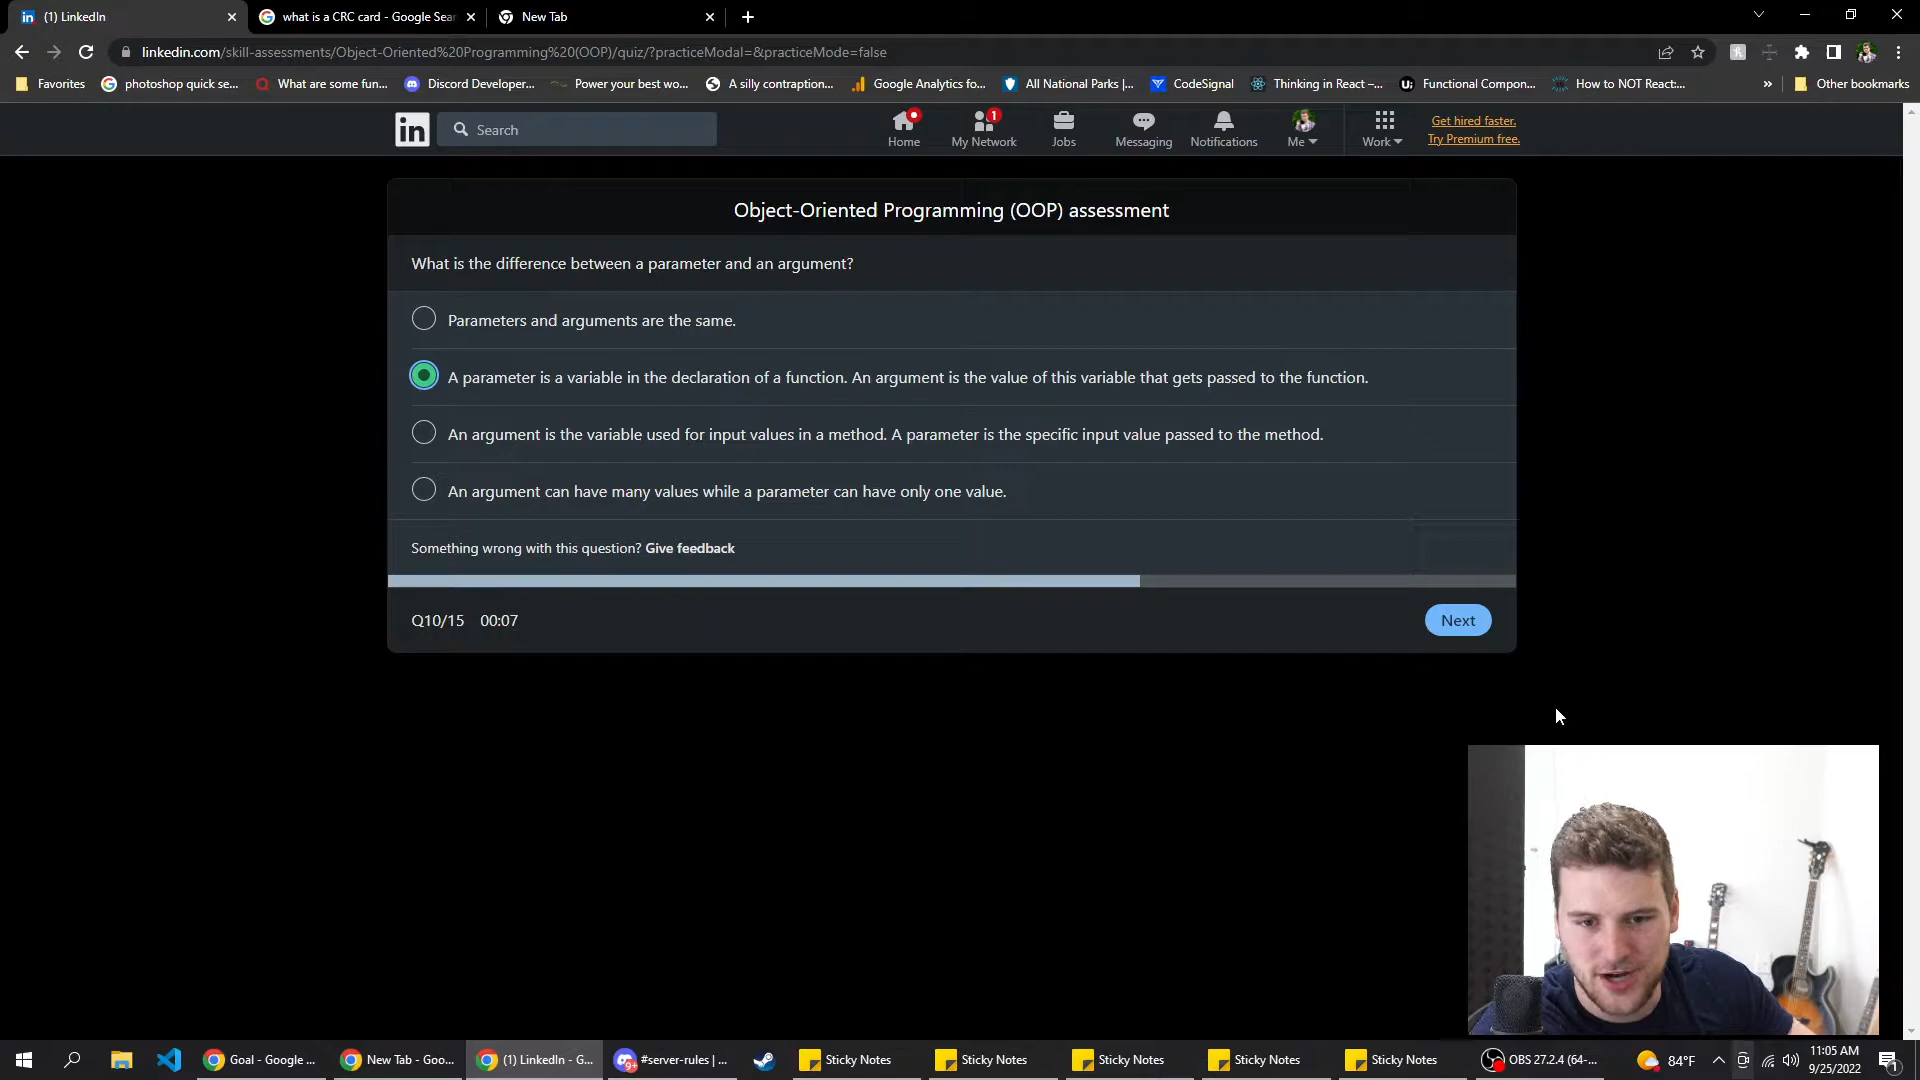 (1) LinkedIn
what is a CRC card - Google Sear
New Tab
linkedin.com/skill-assessments/Object-Oriented%20Programming%20(OOP)/quiz/?practiceModal=&practiceMode=false
Favorites
photoshop quick se...
What are some fun...
Discord Developer...
Power your best wo...
A silly contraption...
Google Analytics fo...
All National Parks |...
CodeSignal
Thinking in React –...
Functional Compon...
How to NOT React:...
»
Other bookmarks
in
Search
Home
1
My Network
Jobs
Messaging
Notifications
Me
Work
Get hired faster.
Try Premium free.
Object-Oriented Programming (OOP) assessment
What is the difference between a parameter and an argument?
Parameters and arguments are the same.
A parameter is a variable in the declaration of a function. An argument is the value of this variable that gets passed to the function.
An argument is the variable used for input values in a method. A parameter is the specific input value passed to the method.
An argument can have many values while a parameter can have only one value.
Something wrong with this question? Give feedback
Q10/15 00:07
Next
Goal - Google ...
New Tab - Goo...
(1) LinkedIn - G...
#server-rules | ...
Sticky Notes
Sticky Notes
Sticky Notes
Sticky Notes
Sticky Notes
OBS 27.2.4 (64-...
84°F
11:05 AM
9/25/2022
1